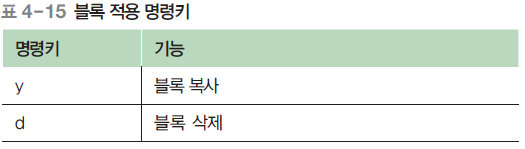 표 4-15 블록 적용 명령키
명령키 기능
y 블록 복사
d 블록 삭제